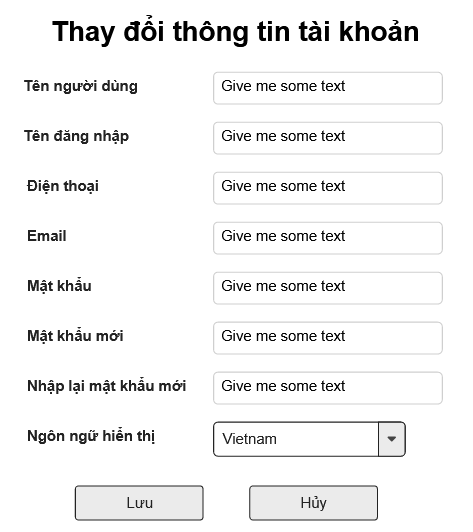 Thay đổi thông tin tài khoản
Tên người dùng Give me some text
Tên đăng nhập Give me some text
Điện thoại Give me some text
Email Give me some text
Mật khẩu Give me some text
Mật khẩu mới Give me some text
Nhập lại mật khẩu mới Give me some text
Ngôn ngữ hiển thị Vietnam
Lưu Hủy